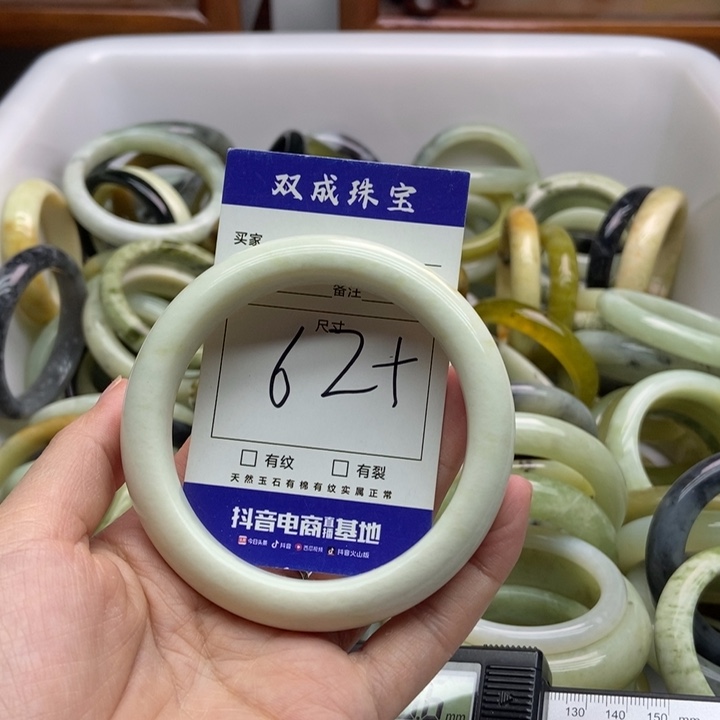 双成珠宝
买家
备注
尺寸
62+
□ 有纹 □ 有裂
天然玉石有棉有纹实属正常
抖音电商直播基地
今日头条 抖音 西瓜视频 抖音火山版
mm
130 140 150 mm